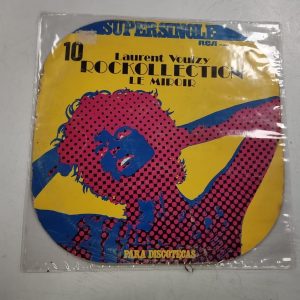 SUPERSINGLE
RCA
10
Laurent Voulzy
ROCKOLLECTION
LE MIROIR
PARA DISCOTECAS